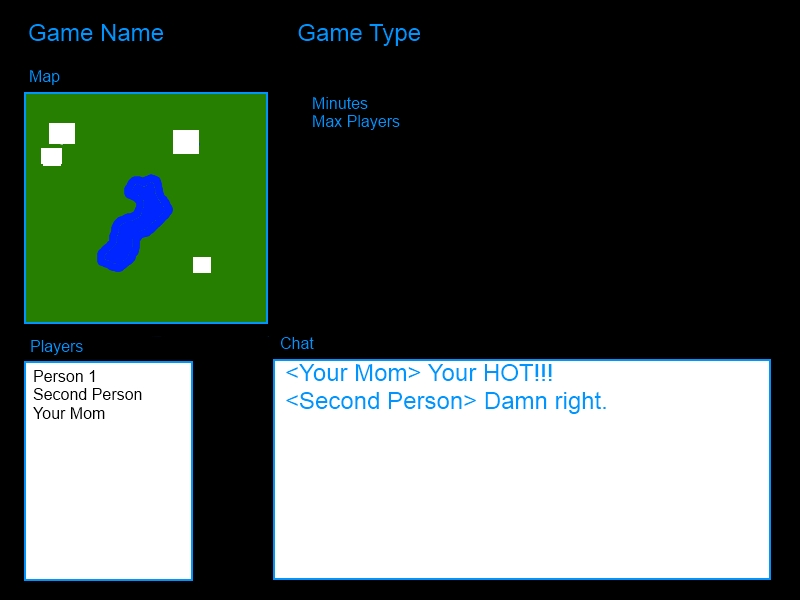 Game Name
Game Type
Map
Minutes
Max Players
Players
Person 1
Second Person
Your Mom
Chat
<Your Mom> Your HOT!!!
<Second Person> Damn right.